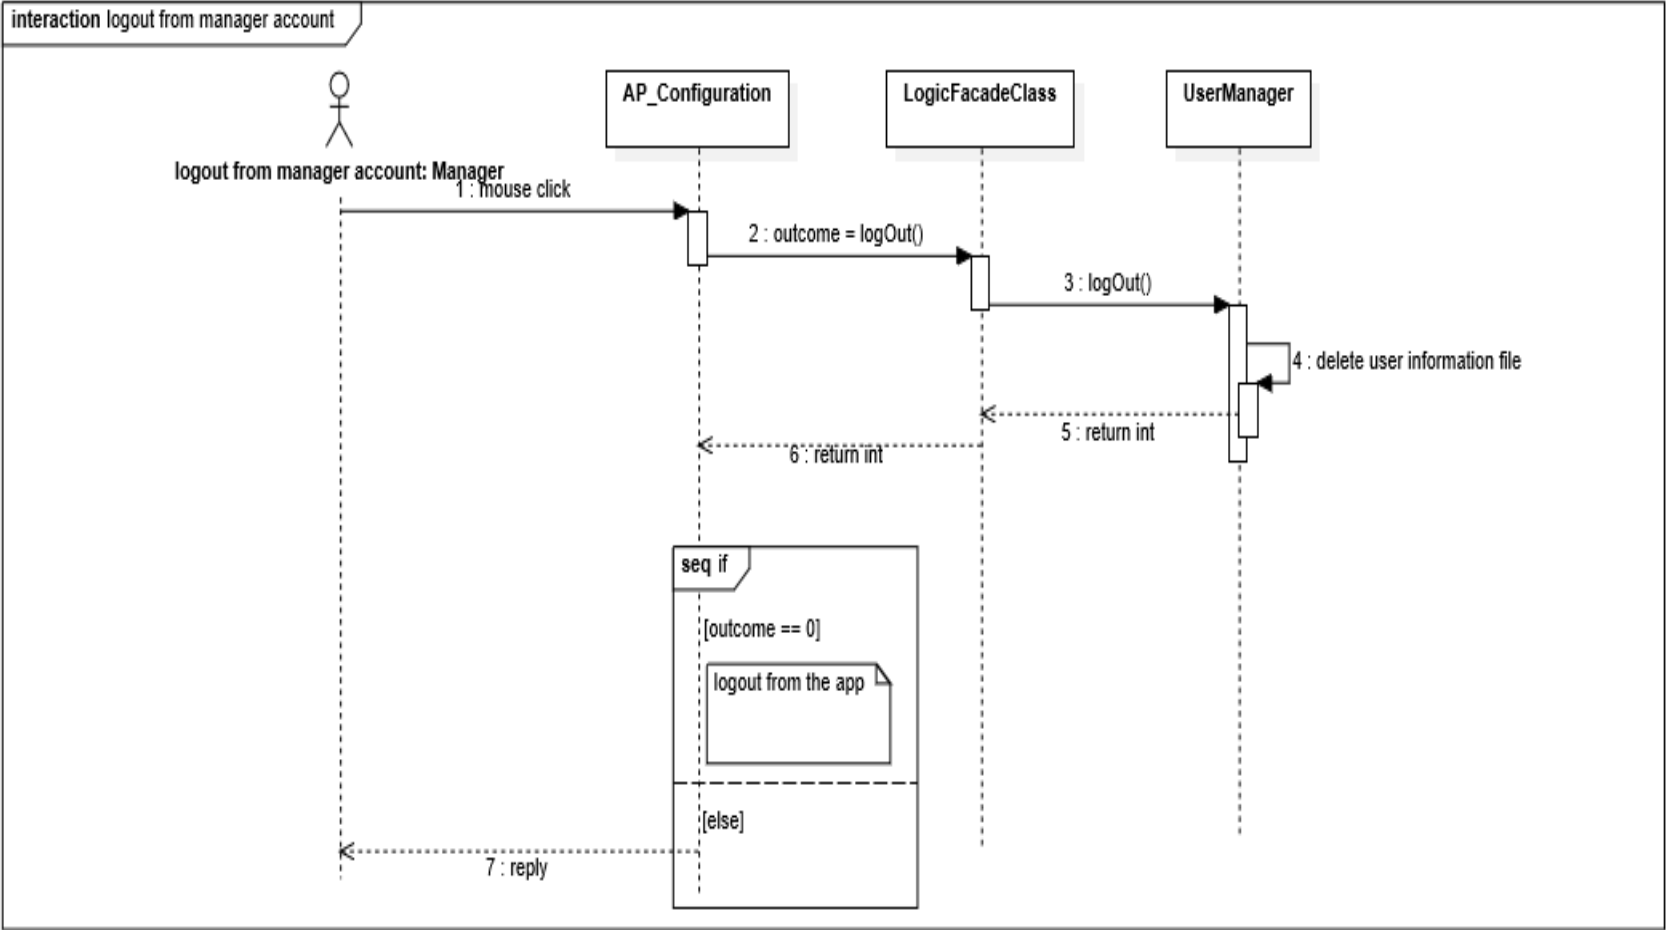 interaction logout from manager account
AP_Configuration
LogicFacadeClass
UserManager
logout from manager account: Manager
1 : mouse click
2 : outcome = logOut()
3 : logOut()
4 : delete user information file
5 : return int
6 : return int
seq if
[outcome == 0]
logout from the app
[else]
7 : reply